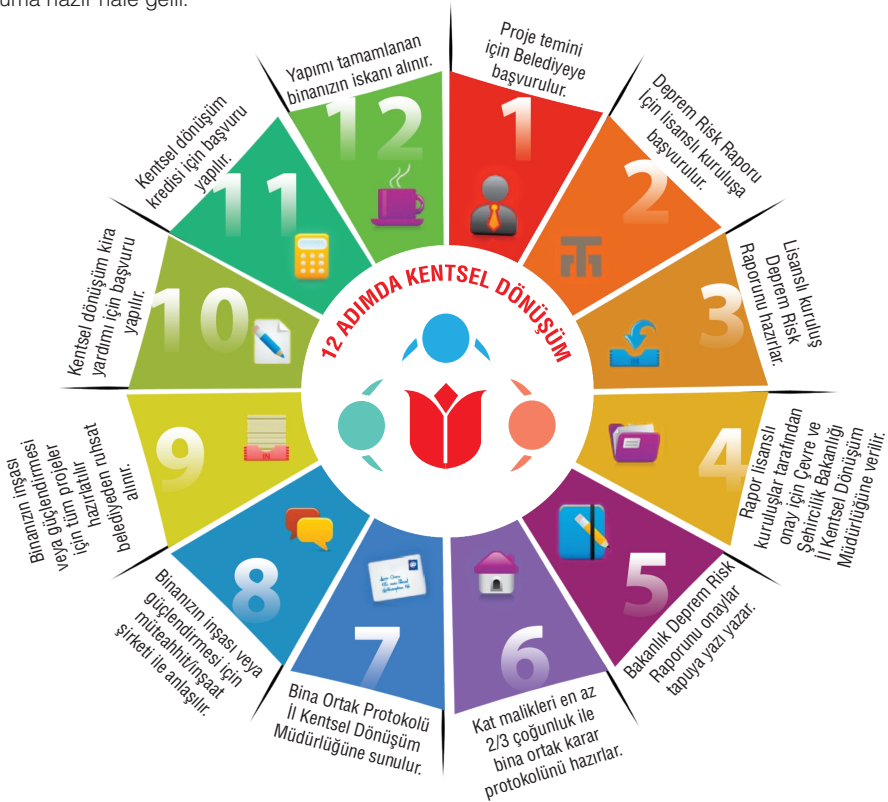 uma hazır hale geldi.
1
Proje temini
için Belediyeye
başvurulur.
2
Deprem Risk Raporu
İçin lisanslı kuruluşa
başvurulur.
3
Lisanslı kuruluş
Deprem Risk
Raporunu hazırlar.
4
Rapor lisanslı
kuruluşlar tarafından
onay için Çevre ve
Şehircilik Bakanlığı
İl Kentsel Dönüşüm
Müdürlüğüne verilir.
5
Bakanlık Deprem Risk
Raporunu onaylar
tapuya yazı yazar.
6
Kat malikleri en az
2/3 çoğunluk ile
bina ortak karar
protokolünü hazırlar.
7
Bina Ortak Protokolü
İl Kentsel Dönüşüm
Müdürlüğüne sunulur.
8
Binanızın inşası veya
güçlendirmesi için
müteahhit/inşaat
şirketi ile anlaşılır.
9
Binanızın inşası
veya güçlendirmesi
için tüm projeler
hazırlatılır
belediyeden ruhsat
alınır.
IN
10
Kentsel dönüşüm kira
yardımı için başvuru
yapılır.
11
Kentsel dönüşüm
kredisi için başvuru
yapılır.
12
Yapımı tamamlanan
binanızın iskanı alınır.
12 ADIMDA KENTSEL DÖNÜŞÜM